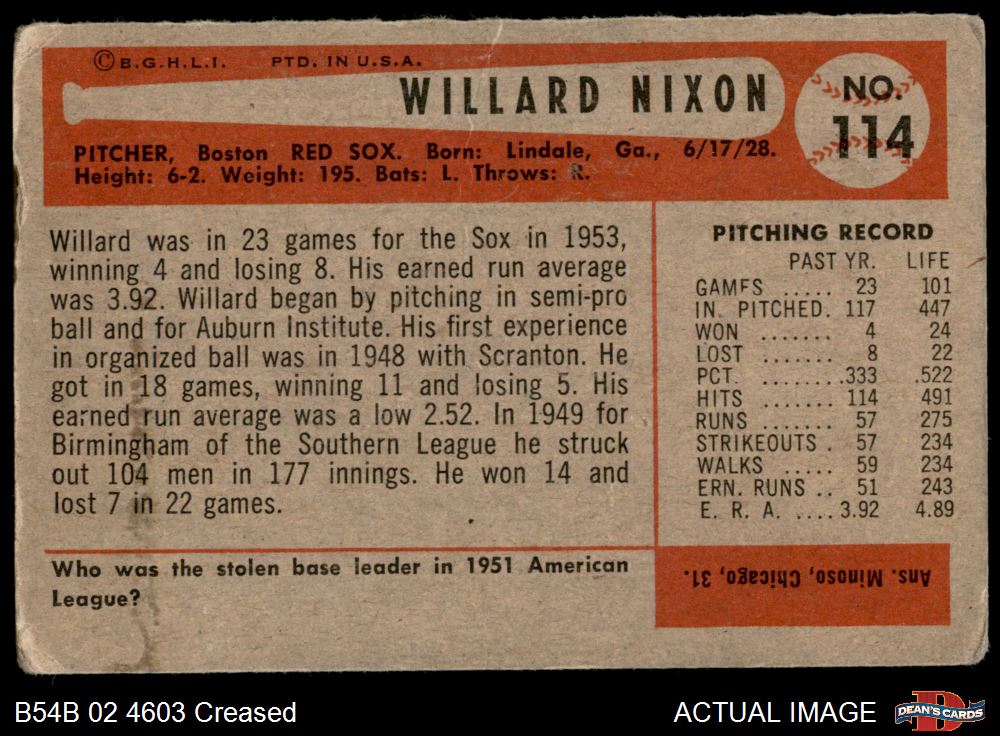 © B.G.H.L.I. PTD. IN U.S.A.
WILLARD NIXON
NO.
114
PITCHER, Boston RED SOX. Born: Lindale, Ga., 6/17/28.
Height: 6-2. Weight: 195. Bats: L. Throws: R.
Willard was in 23 games for the Sox in 1953,
winning 4 and losing 8. His earned run average
was 3.92. Willard began by pitching in semi-pro
ball and for Auburn Institute. His first experience
in organized ball was in 1948 with Scranton. He
got in 18 games, winning 11 and losing 5. His
earned run average was a low 2.52. In 1949 for
Birmingham of the Southern League he struck
out 104 men in 177 innings. He won 14 and
lost 7 in 22 games.
PITCHING RECORD
PAST YR. LIFE
GAMES ..... 23 101
IN. PITCHED. 117 447
WON ....... 4 24
LOST ....... 8 22
PCT. ........ .333 .522
HITS ....... 114 491
RUNS ....... 57 275
STRIKEOUTS . 57 234
WALKS ..... 59 234
ERN. RUNS .. 51 243
E. R. A. .... 3.92 4.89
Who was the stolen base leader in 1951 American
League?
Ans. Minoso, Chicago, 31.
B54B 02 4603 Creased
ACTUAL IMAGE
DEAN'S CARDS